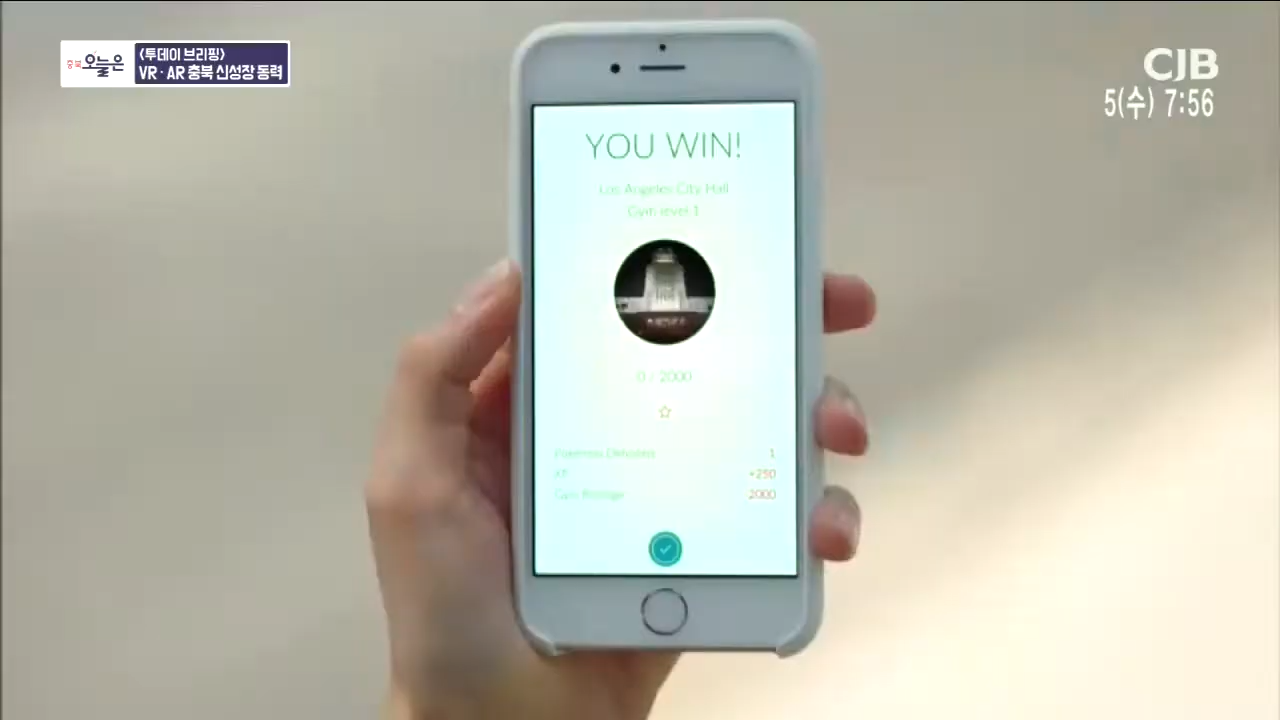 충북 오늘은
<투데이 브리핑>
VR·AR 충북 신성장 동력
CJB
5(수) 7:56
YOU WIN!
Los Angeles City Hall
Gym level 1
0 / 2000
Pokemon Defeated 1
XP +250
Gym Prestige 2000